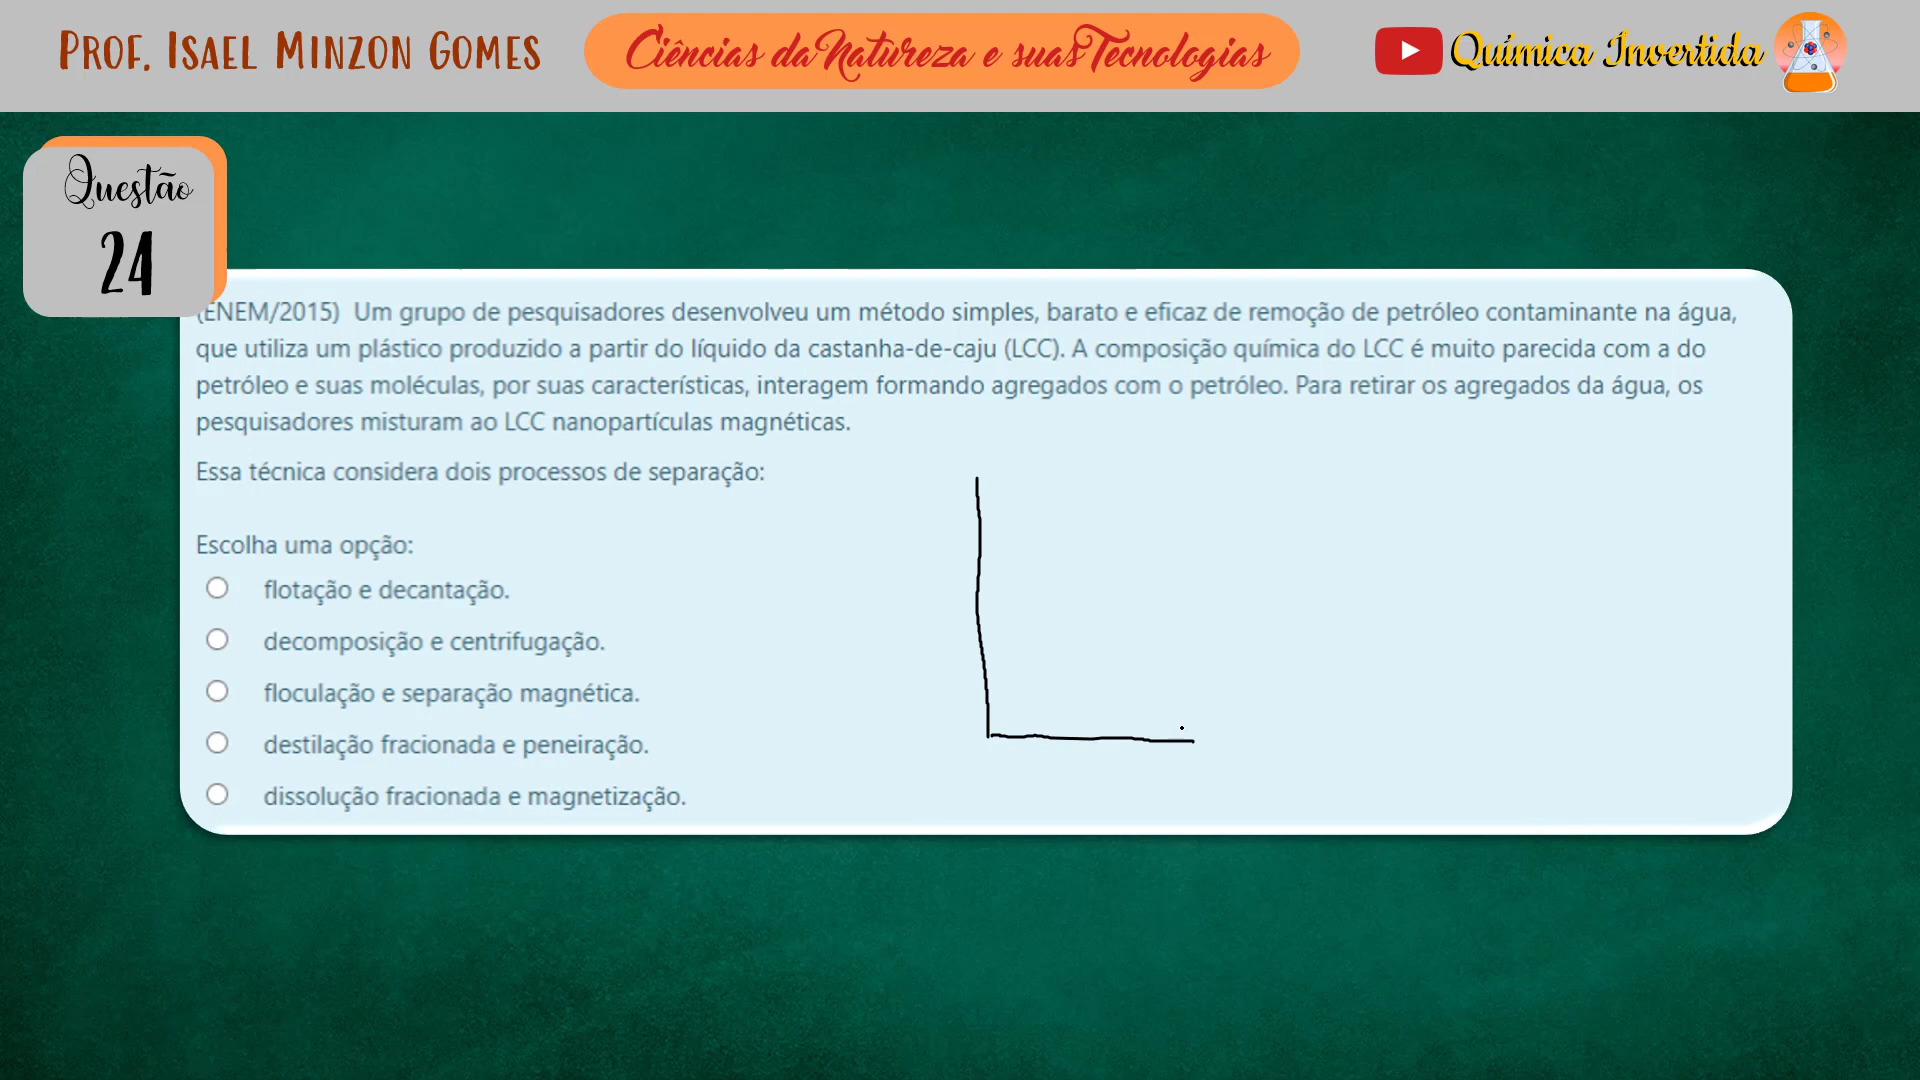 PROF. ISAEL MINZON GOMES
Ciências da Natureza e suas Tecnologias
Química Invertida
Questão
24
(ENEM/2015) Um grupo de pesquisadores desenvolveu um método simples, barato e eficaz de remoção de petróleo contaminante na água,
que utiliza um plástico produzido a partir do líquido da castanha-de-caju (LCC). A composição química do LCC é muito parecida com a do
petróleo e suas moléculas, por suas características, interagem formando agregados com o petróleo. Para retirar os agregados da água, os
pesquisadores misturam ao LCC nanopartículas magnéticas.
Essa técnica considera dois processos de separação:
Escolha uma opção:
flotação e decantação.
decomposição e centrifugação.
floculação e separação magnética.
destilação fracionada e peneiração.
dissolução fracionada e magnetização.